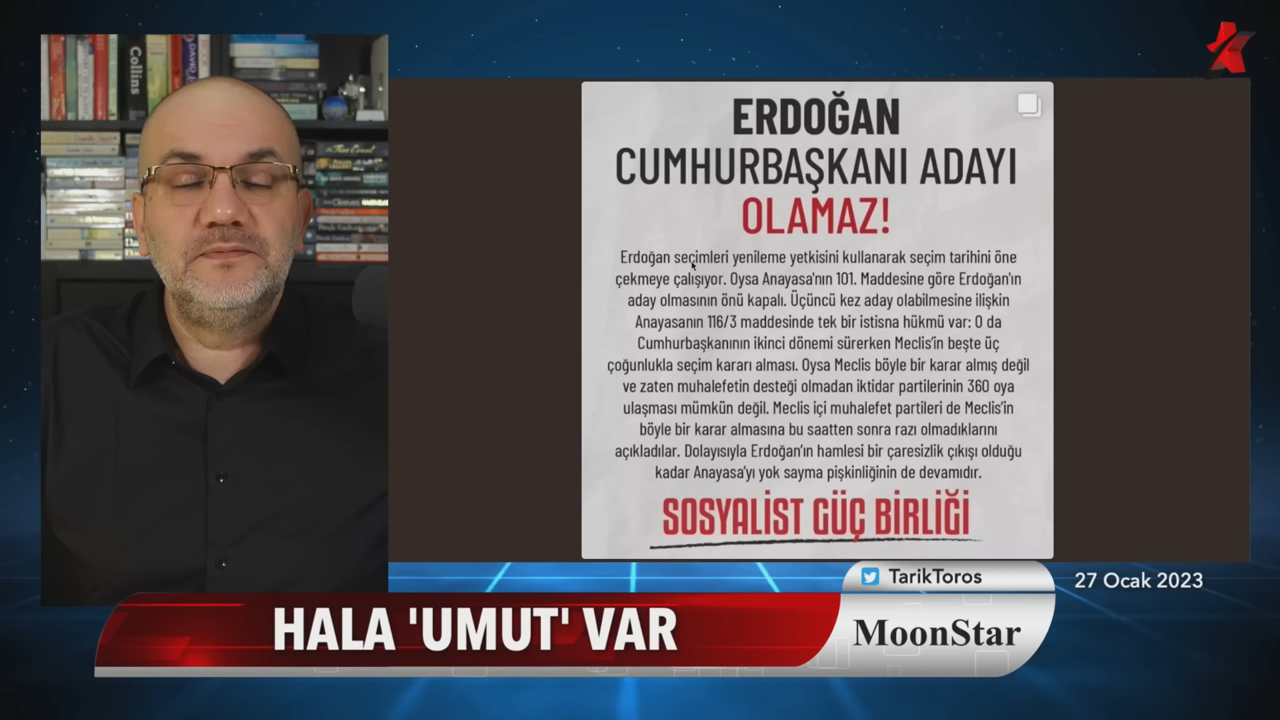 Collins
ERDOĞAN
CUMHURBAŞKANI ADAYI
OLAMAZ!
Erdoğan seçimleri yenileme yetkisini kullanarak seçim tarihini öne
çekmeye çalışıyor. Oysa Anayasa'nın 101. Maddesine göre Erdoğan'ın
aday olmasının önü kapalı. Üçüncü kez aday olabilmesine ilişkin
Anayasanın 116/3 maddesinde tek bir istisna hükmü var: O da
Cumhurbaşkanının ikinci dönemi sürerken Meclis'in beşte üç
çoğunlukla seçim kararı alması. Oysa Meclis böyle bir karar almış değil
ve zaten muhalefetin desteği olmadan iktidar partilerinin 360 oya
ulaşması mümkün değil. Meclis içi muhalefet partileri de Meclis'in
böyle bir karar almasına bu saatten sonra razı olmadıklarını
açıkladılar. Dolayısıyla Erdoğan'ın hamlesi bir çaresizlik çıkışı olduğu
kadar Anayasa'yı yok sayma pişkinliğinin de devamıdır.
SOSYALİST GÜÇ BİRLİĞİ
TarikToros
27 Ocak 2023
HALA 'UMUT' VAR
MoonStar